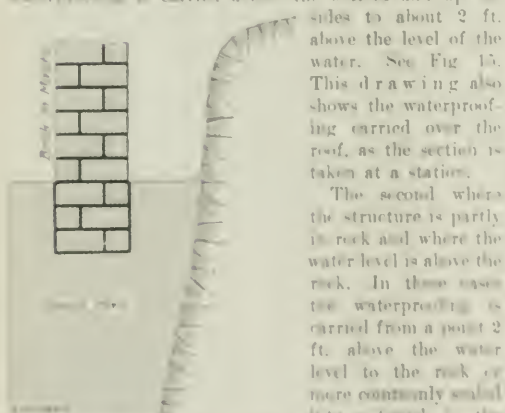 sides to about 2 ft.
above the level of the
water. See Fig 15.
This drawing also
shows the waterproof-
ing carried over the
roof, as the section is
taken at a station.
The second where
the structure is partly
in rock and where the
water level is above the
rock. In these cases
the waterproofing is
carried from a point 2
ft. above the water
level to the rock or
more commonly sealed